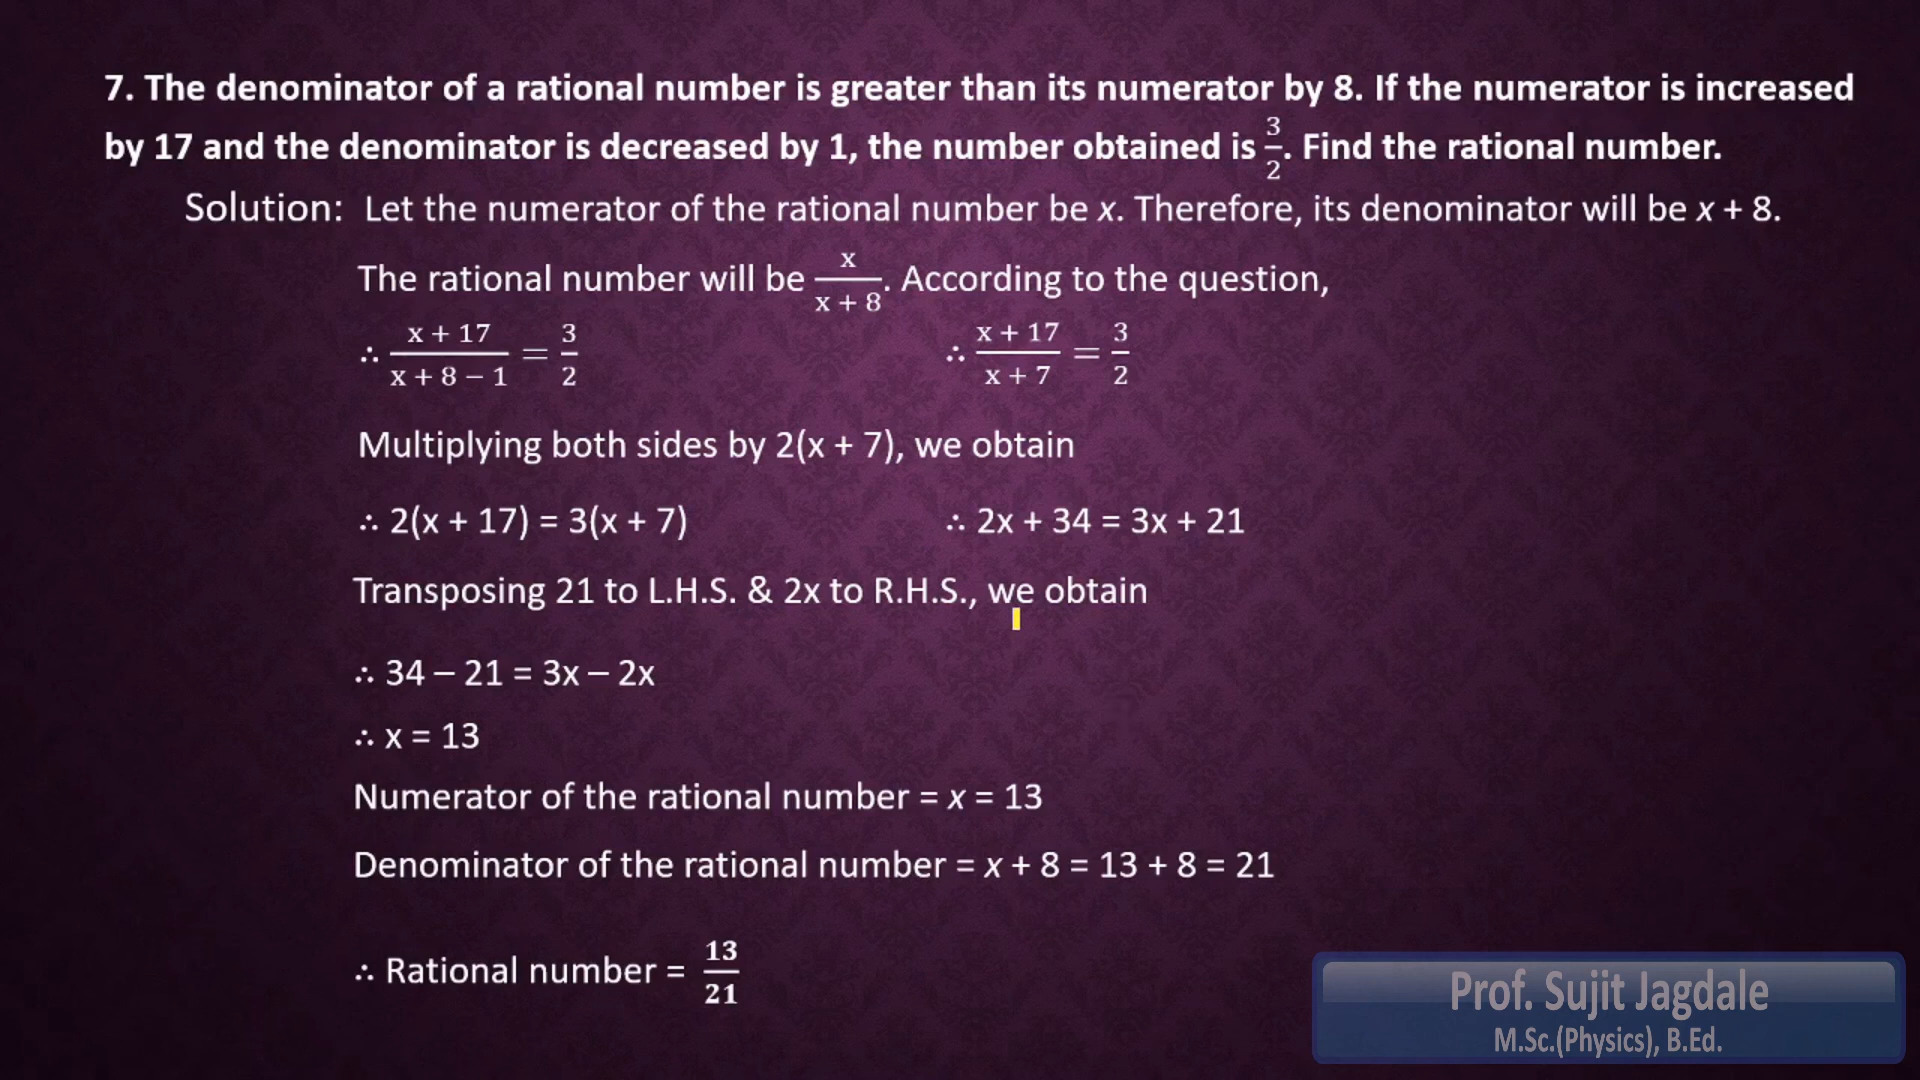 7. The denominator of a rational number is greater than its numerator by 8. If the numerator is increased
by 17 and the denominator is decreased by 1, the number obtained is 3/2. Find the rational number.
Solution: Let the numerator of the rational number be x. Therefore, its denominator will be x + 8.
The rational number will be x/(x + 8). According to the question,
∴ (x + 17)/(x + 8 – 1) = 3/2 ∴ (x + 17)/(x + 7) = 3/2
Multiplying both sides by 2(x + 7), we obtain
∴ 2(x + 17) = 3(x + 7) ∴ 2x + 34 = 3x + 21
Transposing 21 to L.H.S. & 2x to R.H.S., we obtain
∴ 34 – 21 = 3x – 2x
∴ x = 13
Numerator of the rational number = x = 13
Denominator of the rational number = x + 8 = 13 + 8 = 21
∴ Rational number = 13/21
Prof. Sujit Jagdale
M.Sc.(Physics), B.Ed.